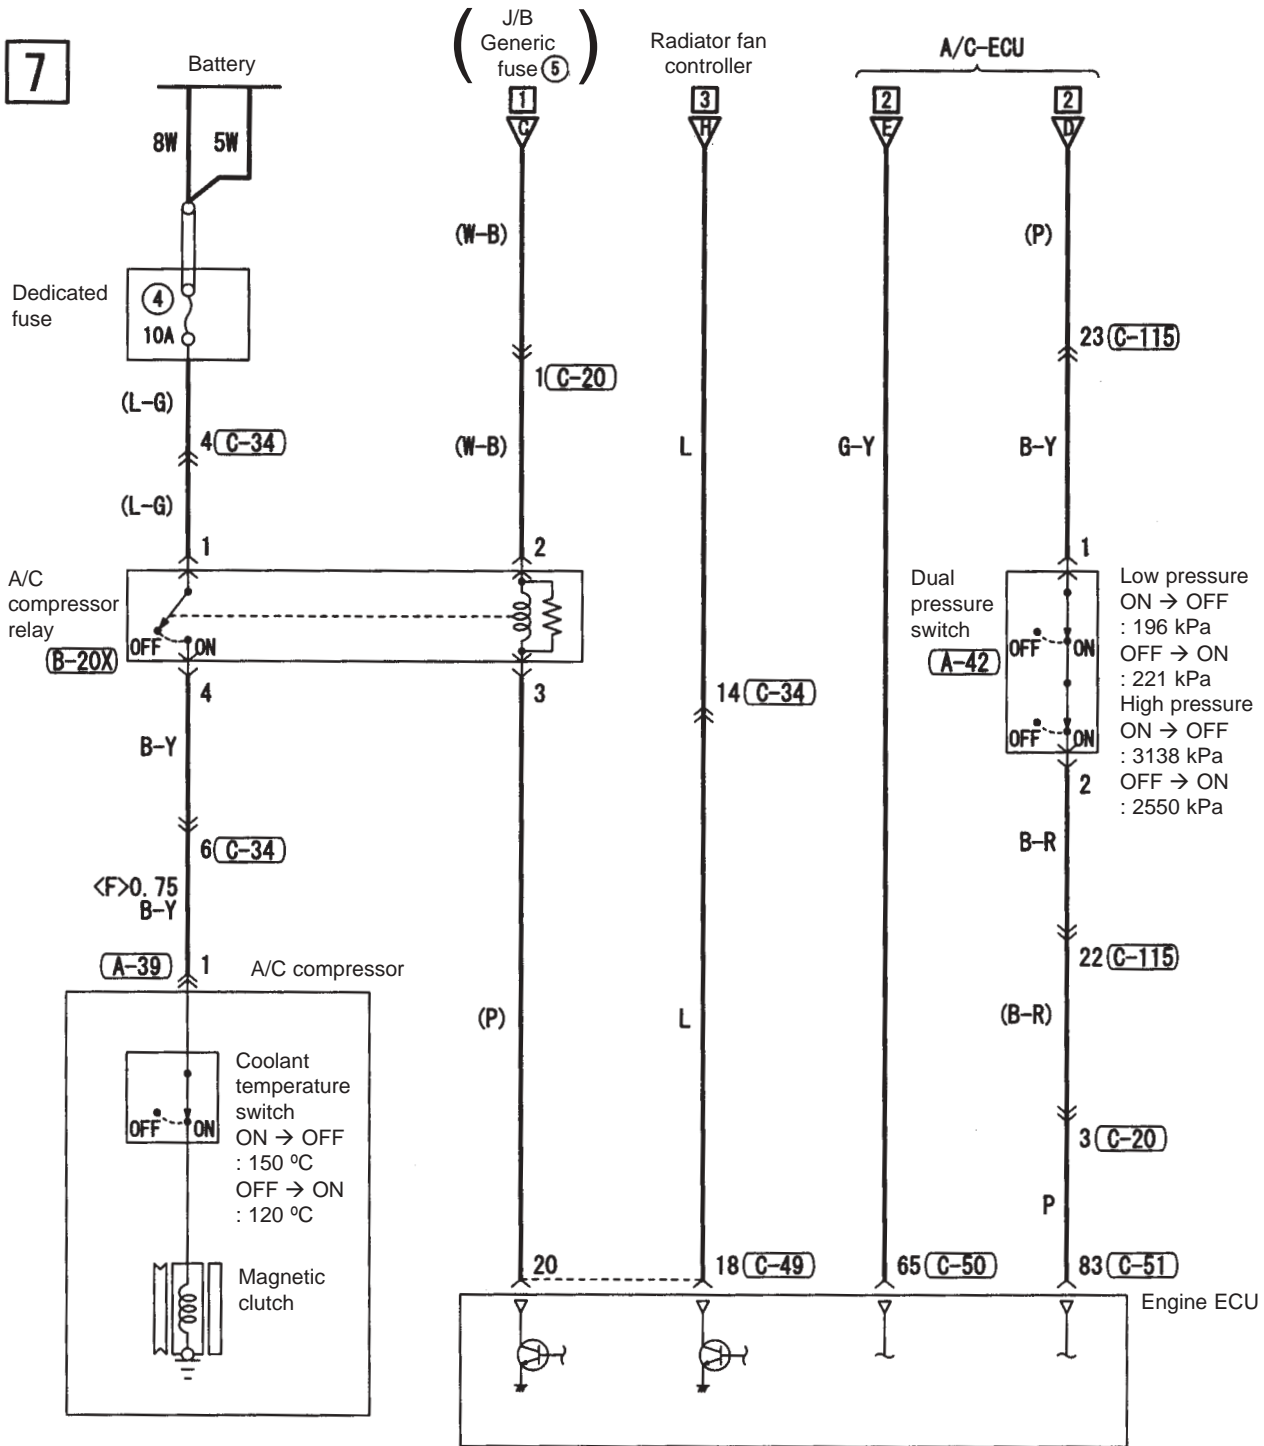 7
Battery
J/B
Generic
fuse 5
Radiator fan
controller
A/C-ECU
1
3
2
2
C
H
E
D
8W
5W
(W-B)
(P)
Dedicated
fuse
4
10A
23 C-115
1 C-20
(L-G)
4 C-34
(W-B)
L
G-Y
B-Y
(L-G)
1
2
1
A/C
compressor
relay
B-20X
OFF
ON
4
3
Dual
pressure
switch
A-42
OFF
ON
OFF
ON
2
Low pressure
ON → OFF
: 196 kPa
OFF → ON
: 221 kPa
High pressure
ON → OFF
: 3138 kPa
OFF → ON
: 2550 kPa
14 C-34
B-Y
B-R
6 C-34
<F>0.75
B-Y
22 C-115
A-39
1
A/C compressor
(P)
L
(B-R)
Coolant
temperature
switch
ON → OFF
: 150 ºC
OFF → ON
: 120 ºC
OFF
ON
3 C-20
P
20
18 C-49
65 C-50
83 C-51
Magnetic
clutch
Engine ECU